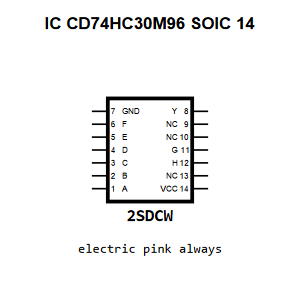 IC CD74HC30M96 SOIC 14
7 GND Y 8
6 F NC 9
5 E NC 10
4 D G 11
3 C H 12
2 B NC 13
1 A VCC 14
2SDCW
electric pink always